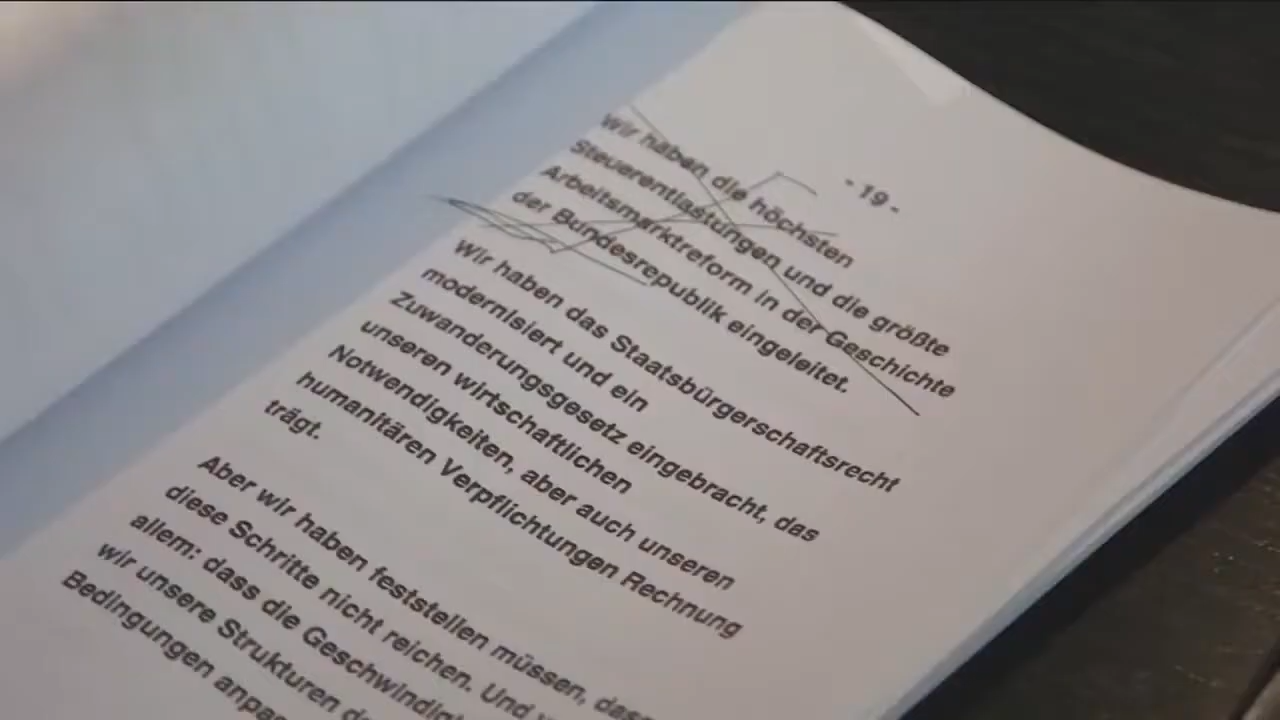 - 19 -
Wir haben die höchsten
Steuerentlastungen und die größte
Arbeitsmarktreform in der Geschichte
der Bundesrepublik eingeleitet.
Wir haben das Staatsbürgerschaftsrecht
modernisiert und ein
Zuwanderungsgesetz eingebracht, das
unseren wirtschaftlichen
Notwendigkeiten, aber auch unseren
humanitären Verpflichtungen Rechnung
trägt.
Aber wir haben feststellen müssen, dass
diese Schritte nicht reichen. Und
allem: dass die
wir unsere Strukturen
Bedingungen